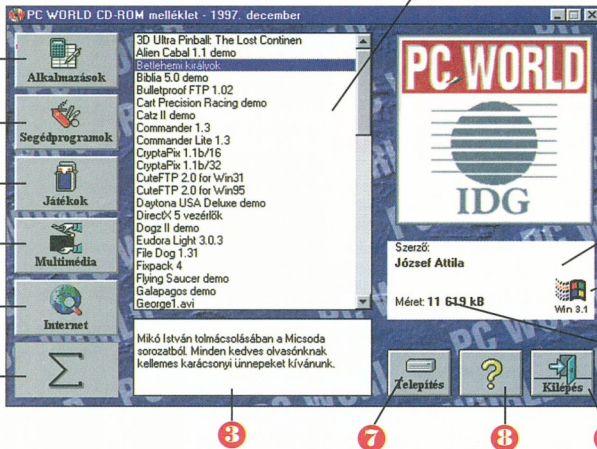 PC WORLD CD-ROM melléklet - 1997. december
Alkalmazások
Segédprogramok
Játékok
Multimédia
Internet
Σ
3D Ultra Pinball: The Lost Continen
Alien Cabal 1.1 demo
Betlehemi királyok
Biblia 5.0 demo
Bulletproof FTP 1.02
Cart Precision Racing demo
Catz II demo
Commander 1.3
Commander Lite 1.3
CryptaPix 1.1b/16
CryptaPix 1.1b/32
CuteFTP 2.0 for Win31
CuteFTP 2.0 for Win95
Daytona USA Deluxe demo
DirectX 5 vezérlők
Dogz II demo
Eudora Light 3.0.3
File Dog 1.31
Fixpack 4
Flying Saucer demo
Galapagos demo
George1.avi
Mikó István tolmácsolásában a Micsoda
sorozatból. Minden kedves olvasónknak
kellemes karácsonyi ünnepeket kívánunk.
PC WORLD
IDG
Szerző:
József Attila
Méret: 11 619 kB
Win 3.1
Telepítés
?
Kilépés
3
7
8